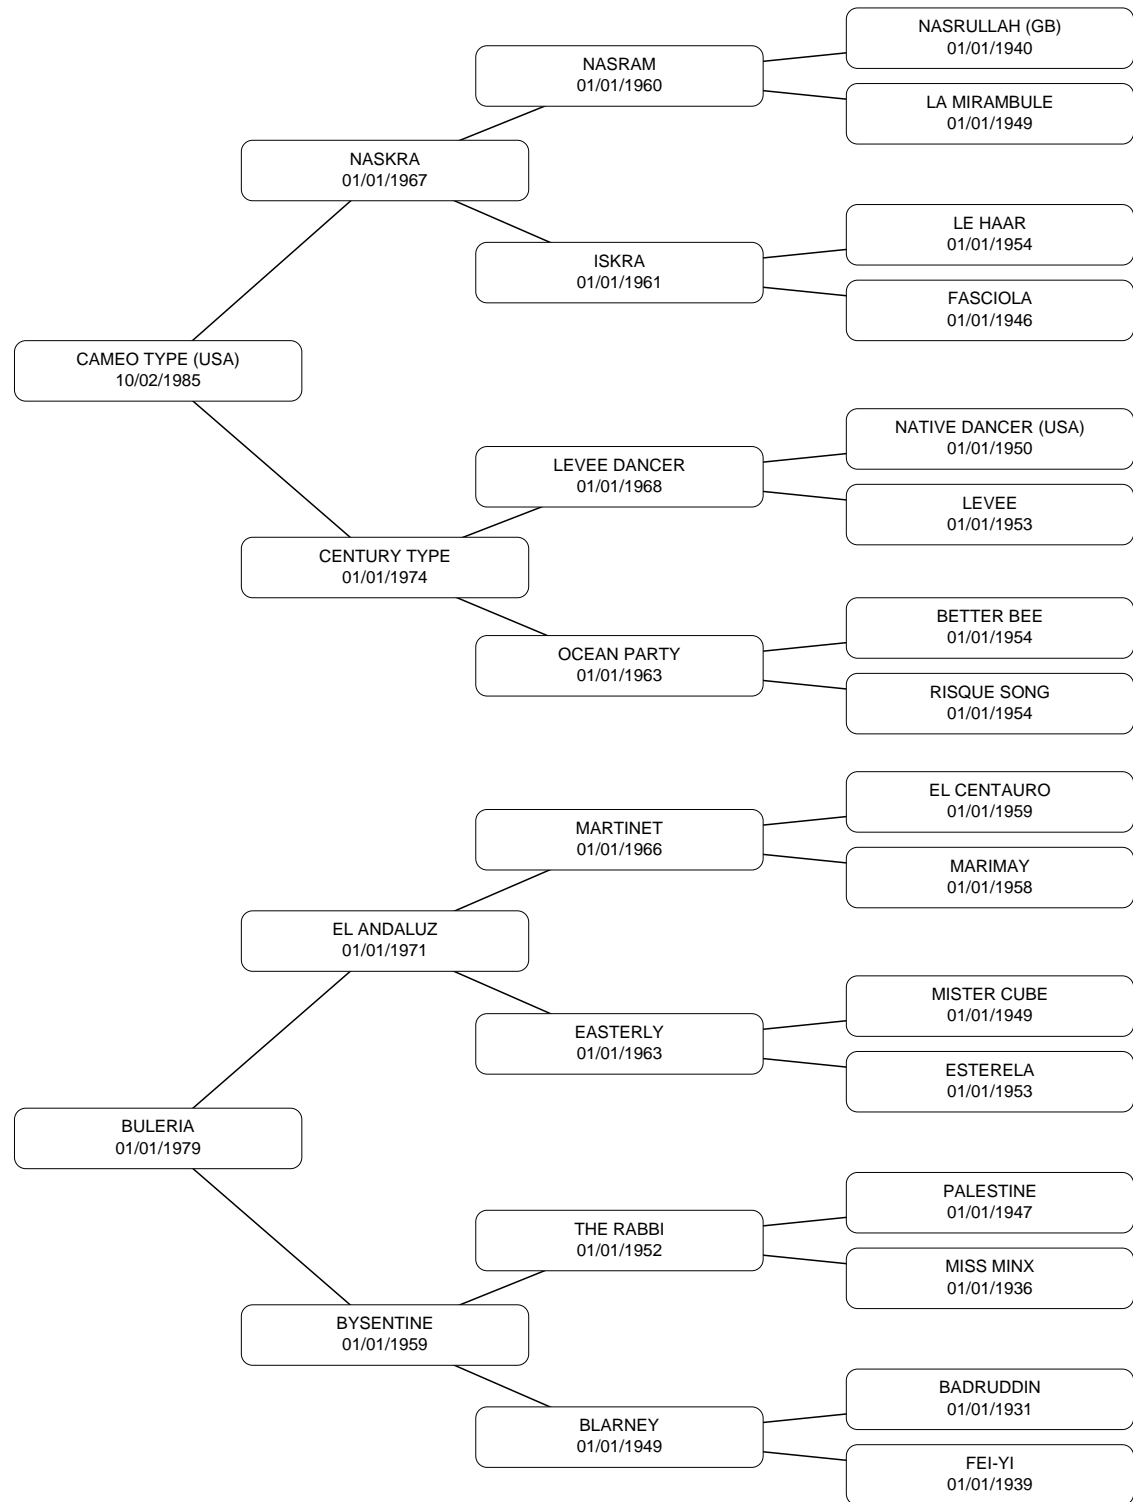 NASRULLAH (GB)
01/01/1940
NASRAM
01/01/1960
LA MIRAMBULE
01/01/1949
NASKRA
01/01/1967
LE HAAR
01/01/1954
ISKRA
01/01/1961
FASCIOLA
01/01/1946
CAMEO TYPE (USA)
10/02/1985
NATIVE DANCER (USA)
01/01/1950
LEVEE DANCER
01/01/1968
LEVEE
01/01/1953
CENTURY TYPE
01/01/1974
BETTER BEE
01/01/1954
OCEAN PARTY
01/01/1963
RISQUE SONG
01/01/1954
EL CENTAURO
01/01/1959
MARTINET
01/01/1966
MARIMAY
01/01/1958
EL ANDALUZ
01/01/1971
MISTER CUBE
01/01/1949
EASTERLY
01/01/1963
ESTERELA
01/01/1953
BULERIA
01/01/1979
PALESTINE
01/01/1947
THE RABBI
01/01/1952
MISS MINX
01/01/1936
BYSENTINE
01/01/1959
BADRUDDIN
01/01/1931
BLARNEY
01/01/1949
FEI-YI
01/01/1939